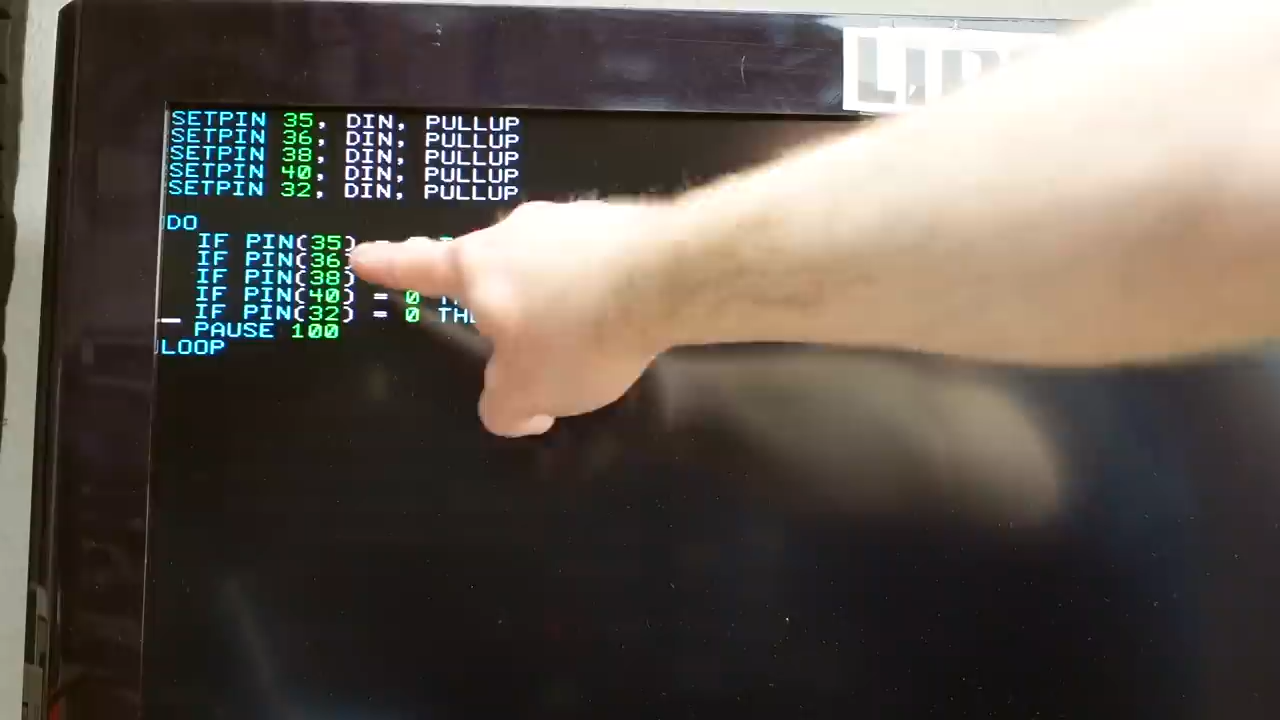 SETPIN 35, DIN, PULLUP
SETPIN 36, DIN, PULLUP
SETPIN 38, DIN, PULLUP
SETPIN 40, DIN, PULLUP
SETPIN 32, DIN, PULLUP
DO
IF PIN(35)
IF PIN(36)
IF PIN(38)
IF PIN(40) = 0
IF PIN(32) = 0
PAUSE 100
LOOP